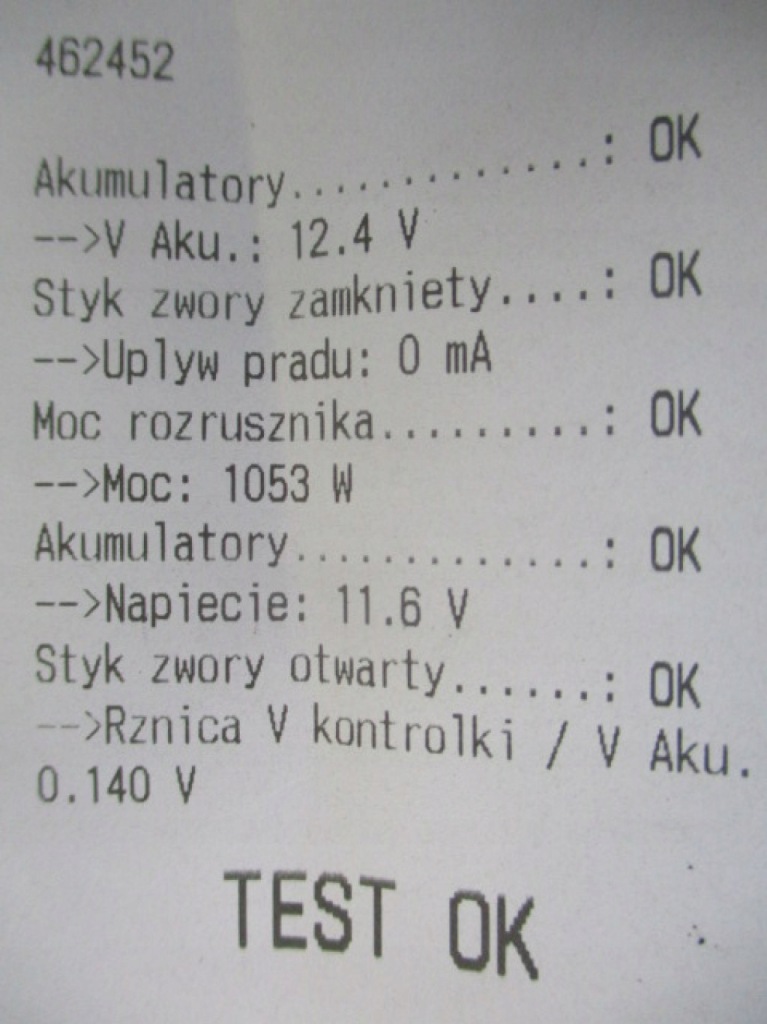 462452
Akumulatory..............: OK
-->V Aku.: 12.4 V
Styk zwory zamkniety....: OK
-->Uplyw pradu: 0 mA
Moc rozrusznika.........: OK
-->Moc: 1053 W
Akumulatory.............: OK
-->Napiecie: 11.6 V
Styk zwory otwarty......: OK
-->Rznica V kontrolki / V Aku.
0.140 V
TEST OK